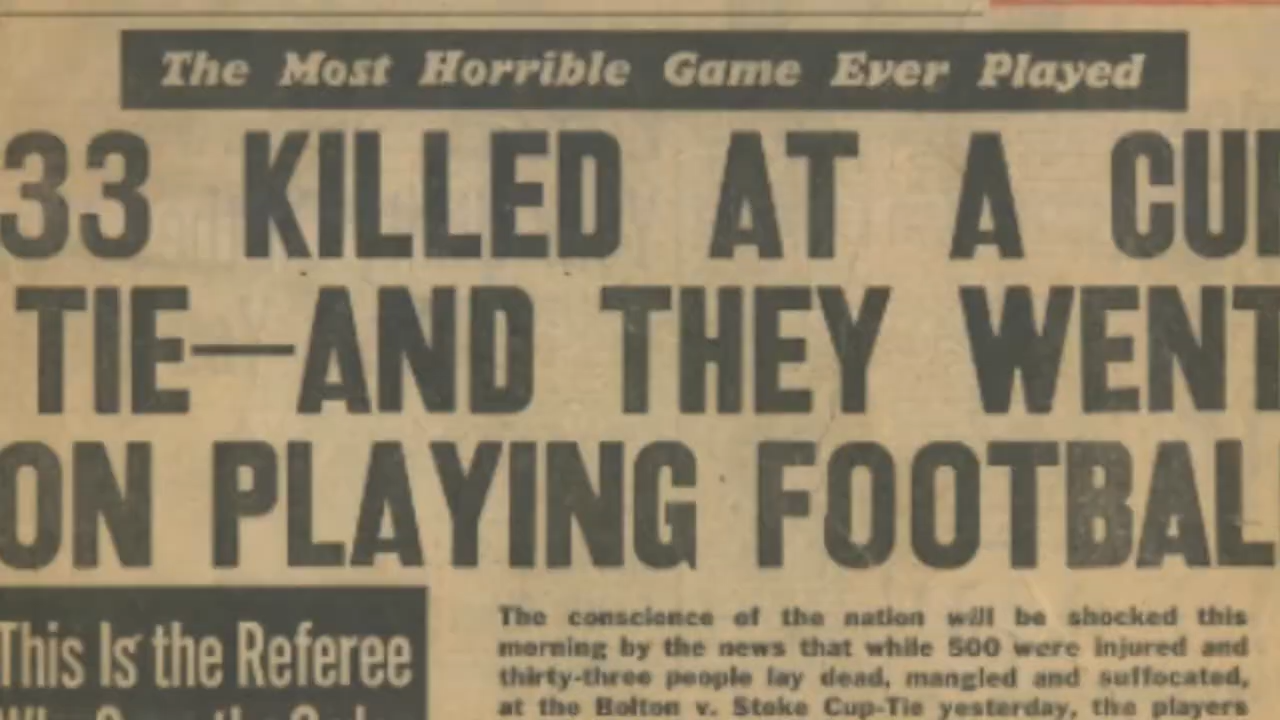 The Most Horrible Game Ever Played
33 KILLED AT A CUP
TIE—AND THEY WENT
ON PLAYING FOOTBAL
This Is the Referee
The conscience of the nation will be shocked this
morning by the news that while 500 were injured and
thirty-three people lay dead, mangled and suffocated,
at the Bolton v. Stoke Cup-Tie yesterday, the players